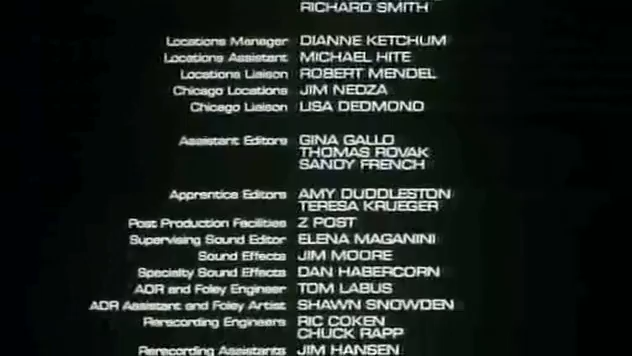 RICHARD SMITH
Locations Manager DIANNE KETCHUM
Locations Assistant MICHAEL HITE
Locations Liaison ROBERT MENDEL
Chicago Locations JIM NEDZA
Chicago Liaison LISA DEDMOND
Assistant Editors GINA GALLO
THOMAS ROVAK
SANDY FRENCH
Apprentice Editors AMY DUDDLESTON
TERESA KRUEGER
Post Production Facilities Z POST
Supervising Sound Editor ELENA MAGANINI
Sound Effects JIM MOORE
Specialty Sound Effects DAN HABERCORN
ADR and Foley Engineer TOM LABUS
ADR Assistant and Foley Artist SHAWN SNOWDEN
Rerecording Engineers RIC COKEN
CHUCK RAPP
Rerecording Assistants JIM HANSEN